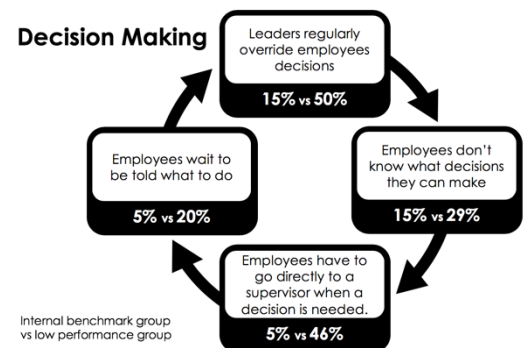 Decision Making
Leaders regularly
override employees
decisions
15% vs 50%
Employees don't
know what decisions
they can make
15% vs 29%
Employees have to
go directly to a
supervisor when a
decision is needed.
5% vs 46%
Employees wait to
be told what to do
5% vs 20%
Internal benchmark group
vs low performance group